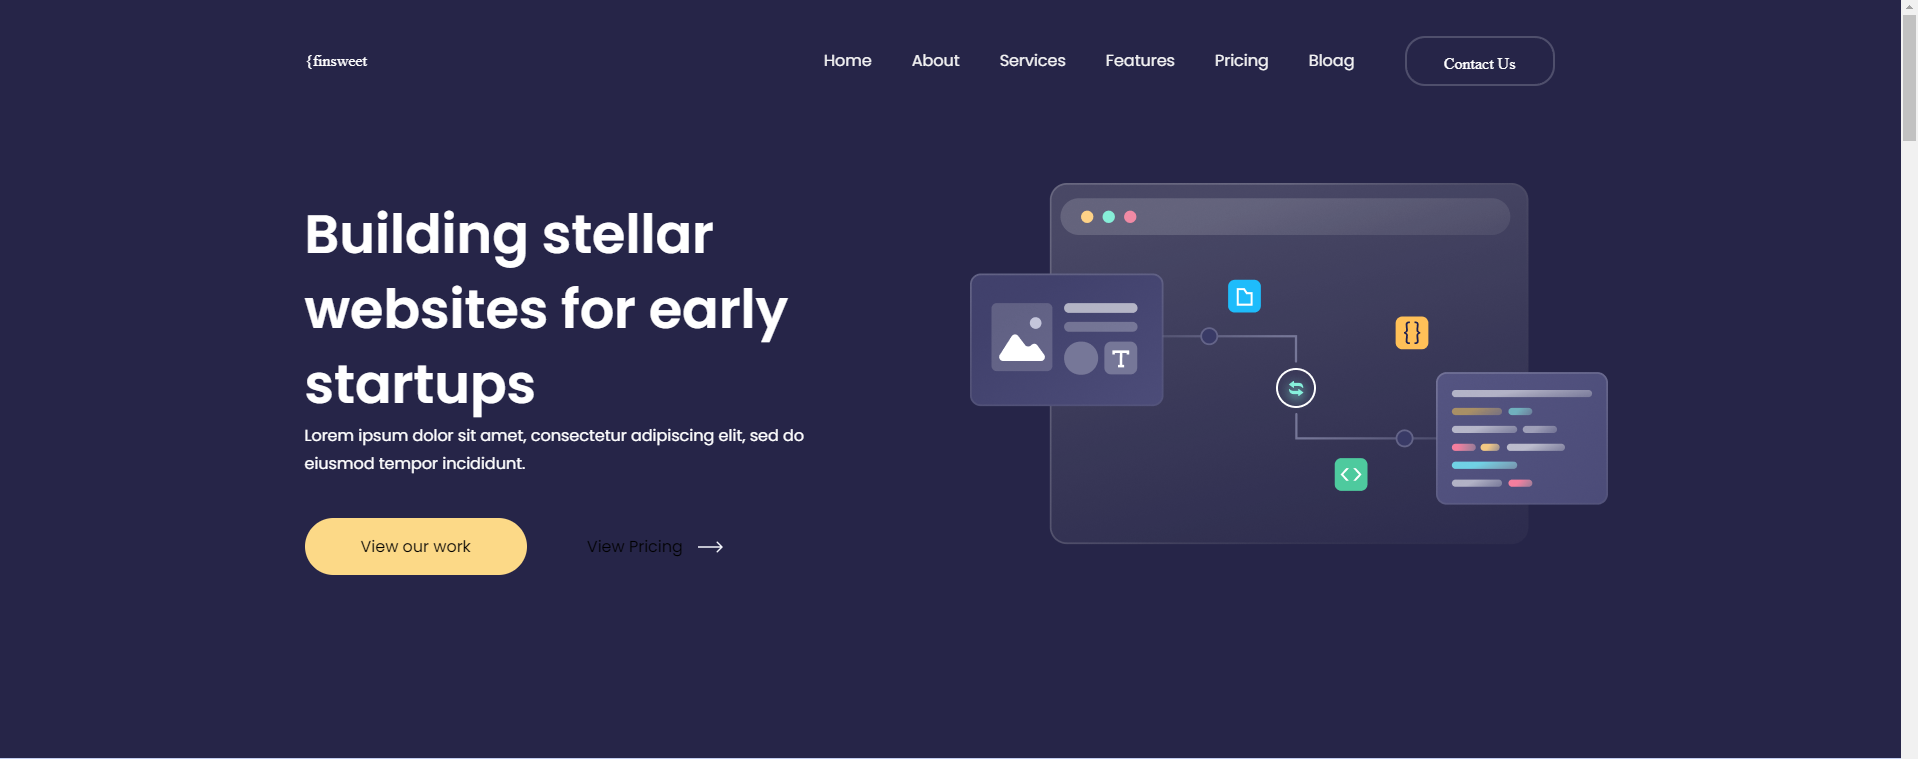 {finsweet
Home About Services Features Pricing Bloag Contact Us
Building stellar
websites for early
startups
Lorem ipsum dolor sit amet, consectetur adipiscing elit, sed do
eiusmod tempor incididunt.
View our work View Pricing
T
{}
<>